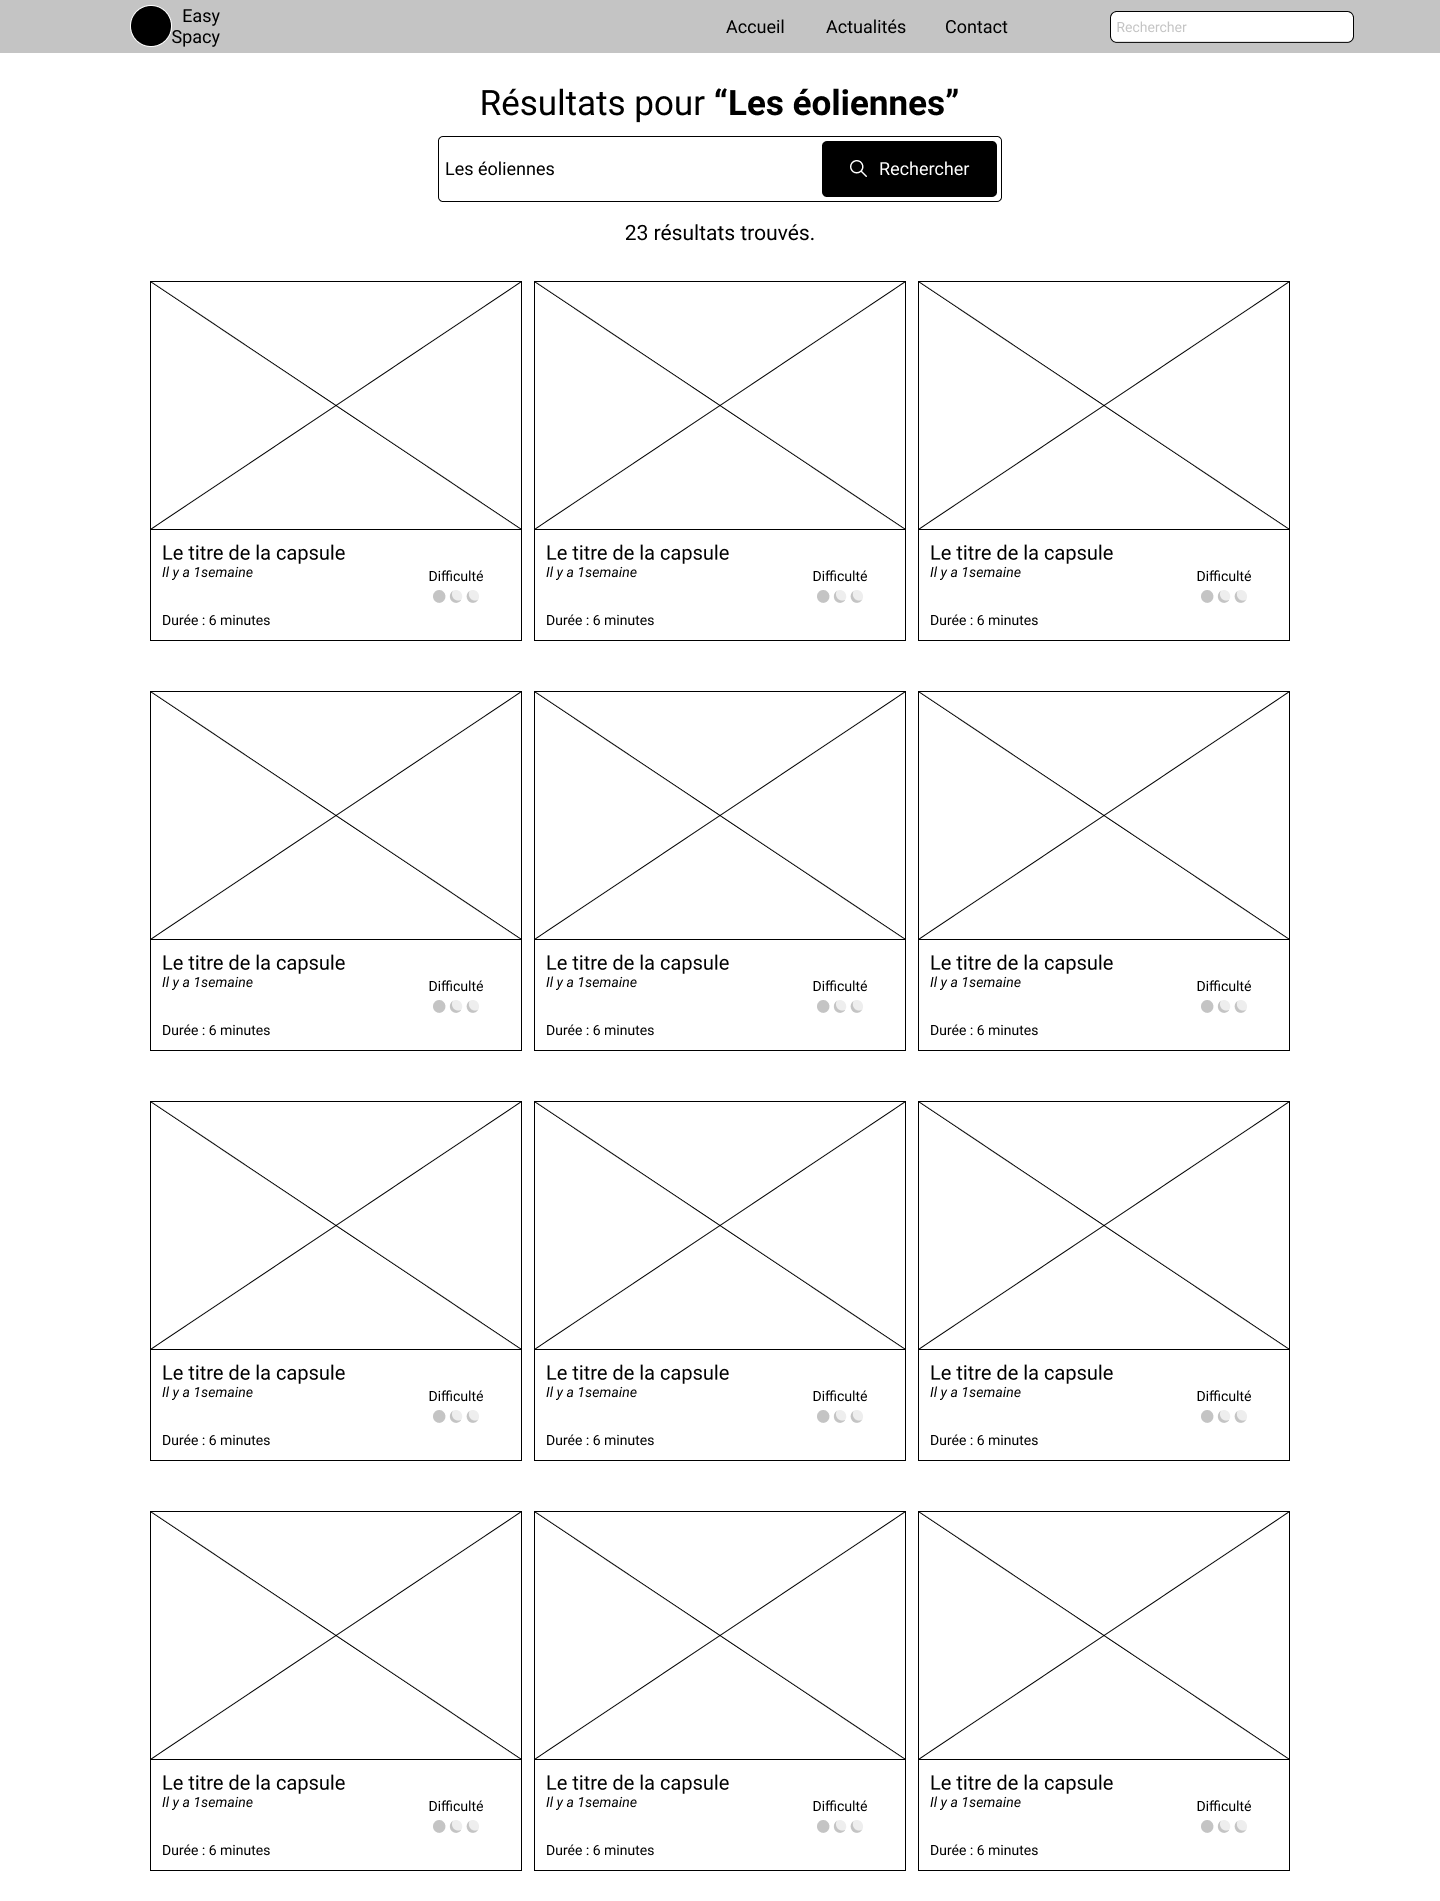 Easy
Spacy
Accueil
Actualités
Contact
Rechercher
Résultats pour “Les éoliennes”
Les éoliennes
Rechercher
23 résultats trouvés.
Le titre de la capsule
Il y a 1semaine
Difficulté
Durée : 6 minutes
Le titre de la capsule
Il y a 1semaine
Difficulté
Durée : 6 minutes
Le titre de la capsule
Il y a 1semaine
Difficulté
Durée : 6 minutes
Le titre de la capsule
Il y a 1semaine
Difficulté
Durée : 6 minutes
Le titre de la capsule
Il y a 1semaine
Difficulté
Durée : 6 minutes
Le titre de la capsule
Il y a 1semaine
Difficulté
Durée : 6 minutes
Le titre de la capsule
Il y a 1semaine
Difficulté
Durée : 6 minutes
Le titre de la capsule
Il y a 1semaine
Difficulté
Durée : 6 minutes
Le titre de la capsule
Il y a 1semaine
Difficulté
Durée : 6 minutes
Le titre de la capsule
Il y a 1semaine
Difficulté
Durée : 6 minutes
Le titre de la capsule
Il y a 1semaine
Difficulté
Durée : 6 minutes
Le titre de la capsule
Il y a 1semaine
Difficulté
Durée : 6 minutes